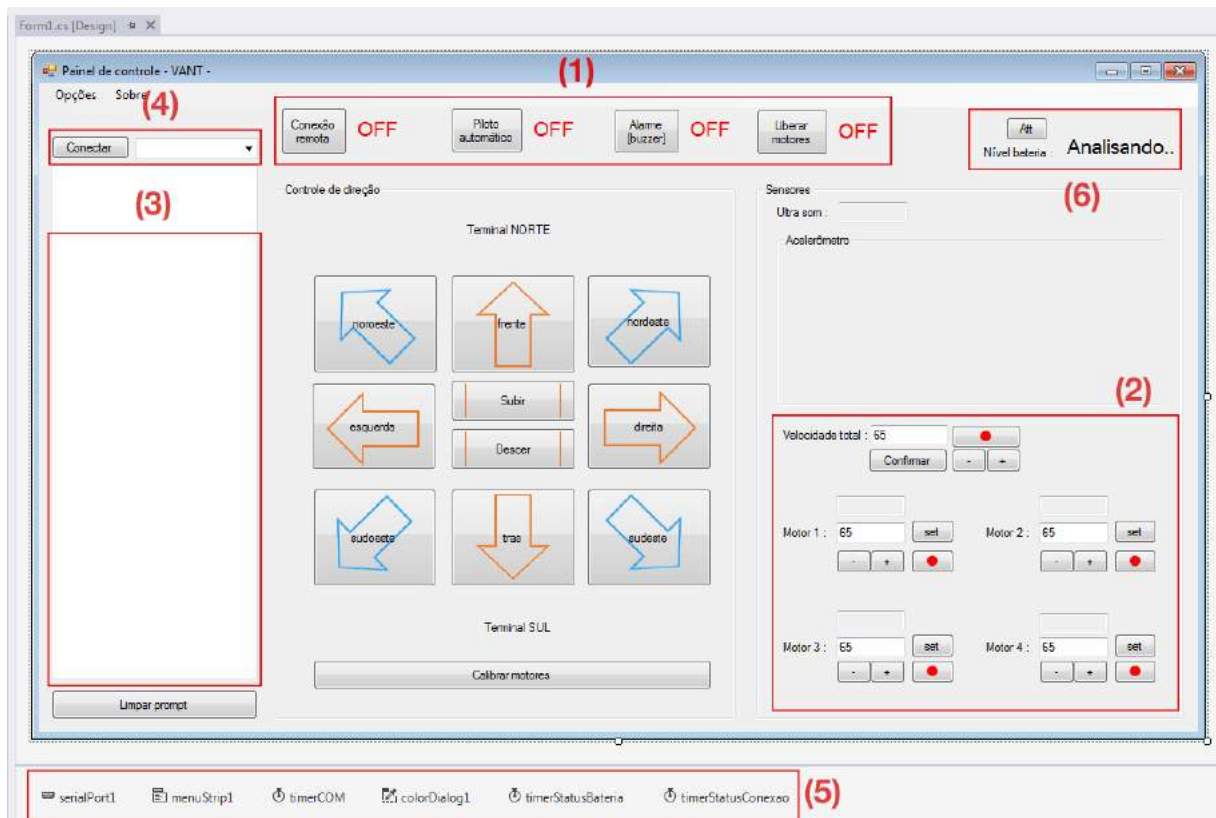 Form1.cs [Design]
Painel de controle - VANT -
(1)
Opções Sobre
(4)
Conexão remota OFF
Piloto automático OFF
Alarme [buzzer] OFF
Liberar motores OFF
Att
Nível bateria : Analisando..
(6)
Conectar
(3)
Controle de direção
Terminal NORTE
noroeste frente nordeste
Subir
esquerda direita
Descer
sudoeste tras sudeste
Terminal SUL
Calibrar motores
Limpar prompt
Sensores
Ultra som :
Acelerômetro
(2)
Velocidade total : 65
Confirmar - +
Motor 1 : 65 set
- +
Motor 2 : 65 set
- +
Motor 3 : 65 set
- +
Motor 4 : 65 set
- +
serialPort1 menuStrip1 timerCOM colorDialog1 timerStatusBateria timerStatusConexao (5)